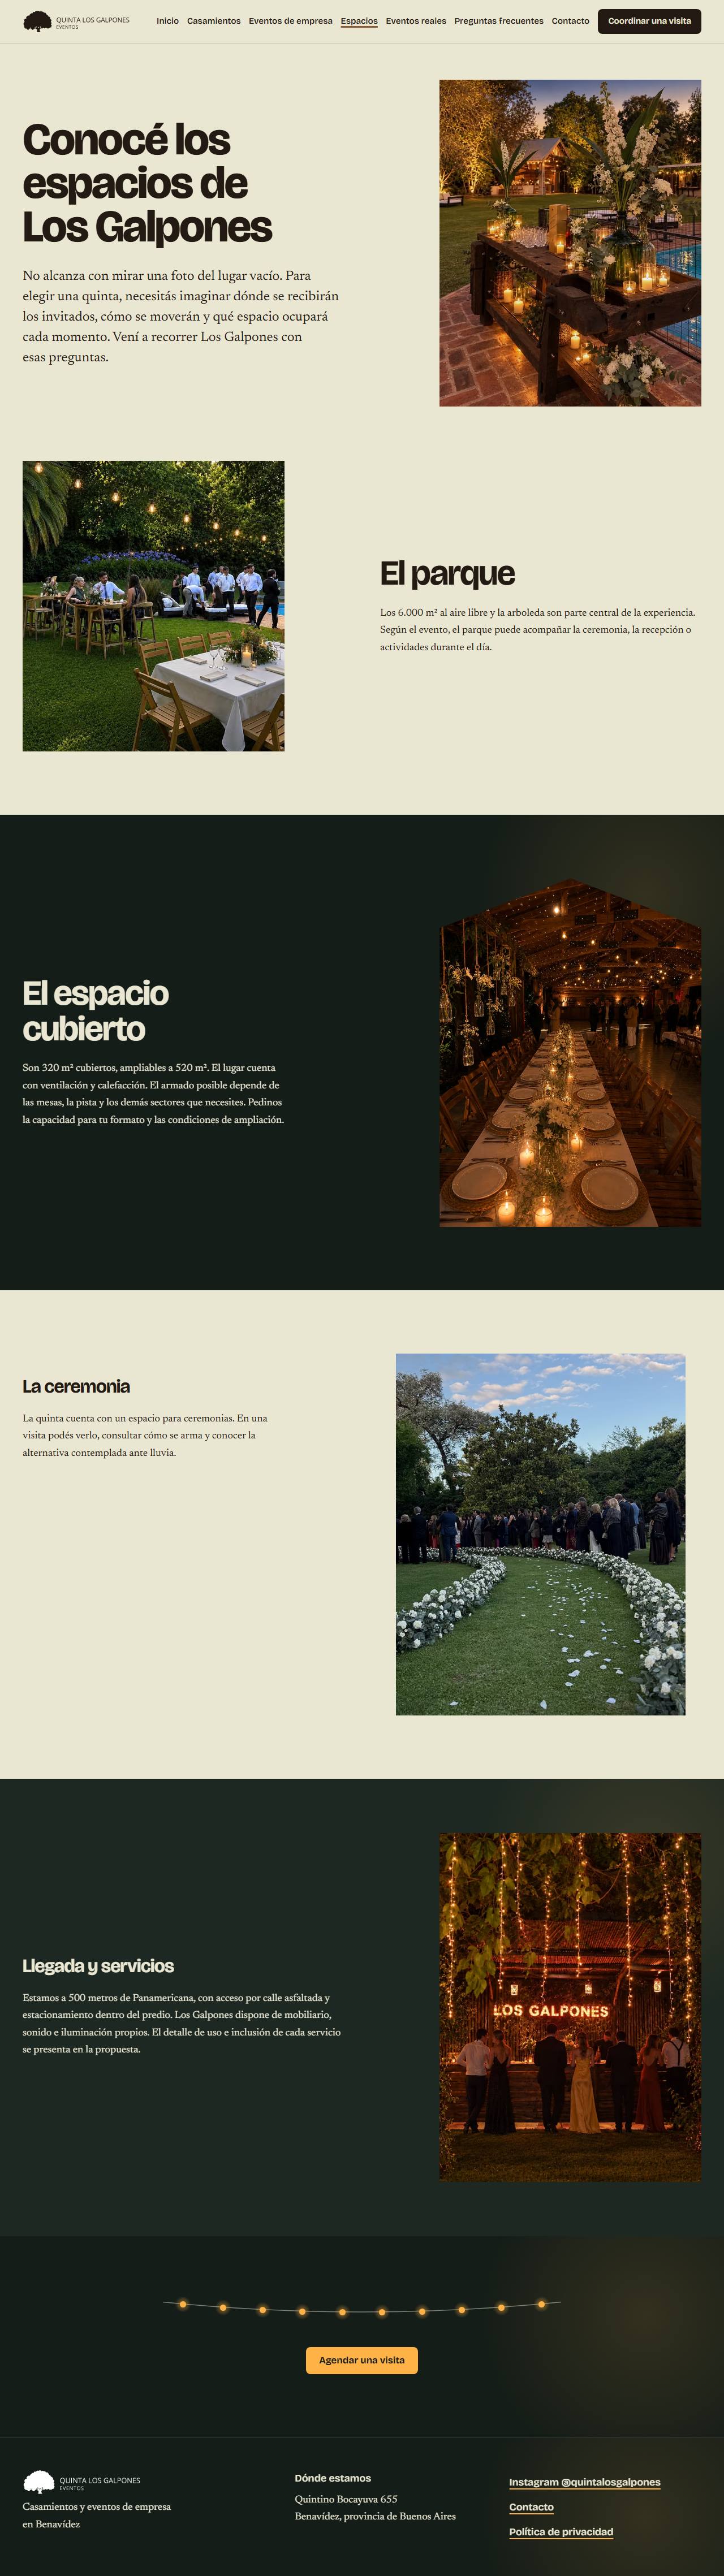 QUINTA LOS GALPONES
EVENTOS
Inicio Casamientos Eventos de empresa Espacios Eventos reales Preguntas frecuentes Contacto Coordinar una visita
Conocé los
espacios de
Los Galpones
No alcanza con mirar una foto del lugar vacío. Para
elegir una quinta, necesitás imaginar dónde se recibirán
los invitados, cómo se moverán y qué espacio ocupará
cada momento. Vení a recorrer Los Galpones con
esas preguntas.
El parque
Los 6.000 m² al aire libre y la arboleda son parte central de la experiencia.
Según el evento, el parque puede acompañar la ceremonia, la recepción o
actividades durante el día.
El espacio
cubierto
Son 320 m² cubiertos, ampliables a 520 m². El lugar cuenta
con ventilación y calefacción. El armado posible depende de
las mesas, la pista y los demás sectores que necesites. Pedinos
la capacidad para tu formato y las condiciones de ampliación.
La ceremonia
La quinta cuenta con un espacio para ceremonias. En una
visita podés verlo, consultar cómo se arma y conocer la
alternativa contemplada ante lluvia.
Llegada y servicios
Estamos a 500 metros de Panamericana, con acceso por calle asfaltada y
estacionamiento dentro del predio. Los Galpones dispone de mobiliario,
sonido e iluminación propios. El detalle de uso e inclusión de cada servicio
se presenta en la propuesta.
LOS GALPONES
Agendar una visita
QUINTA LOS GALPONES
EVENTOS
Casamientos y eventos de empresa
en Benavídez
Dónde estamos
Quintino Bocayuva 655
Benavídez, provincia de Buenos Aires
Instagram @quintalosgalpones
Contacto
Política de privacidad